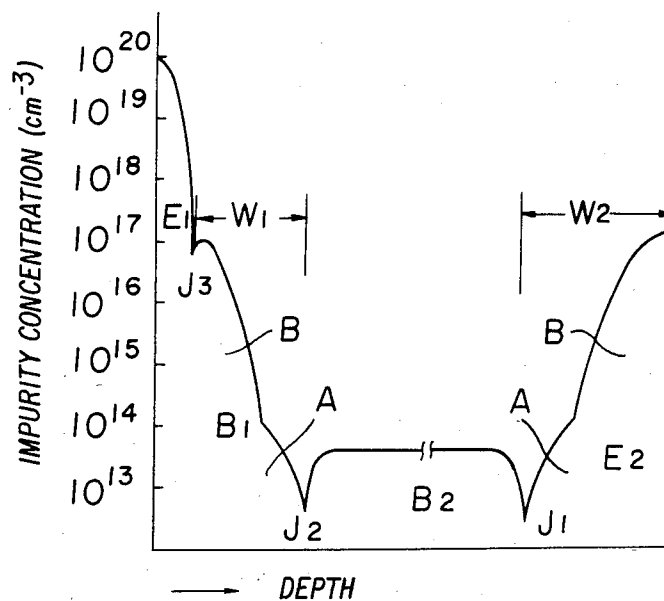 IMPURITY CONCENTRATION (cm⁻³)
10²⁰
10¹⁹
10¹⁸
10¹⁷
10¹⁶
10¹⁵
10¹⁴
10¹³
E1 W1 W2
J3
B B
A A
B1 B2 E2
J2 J1
DEPTH